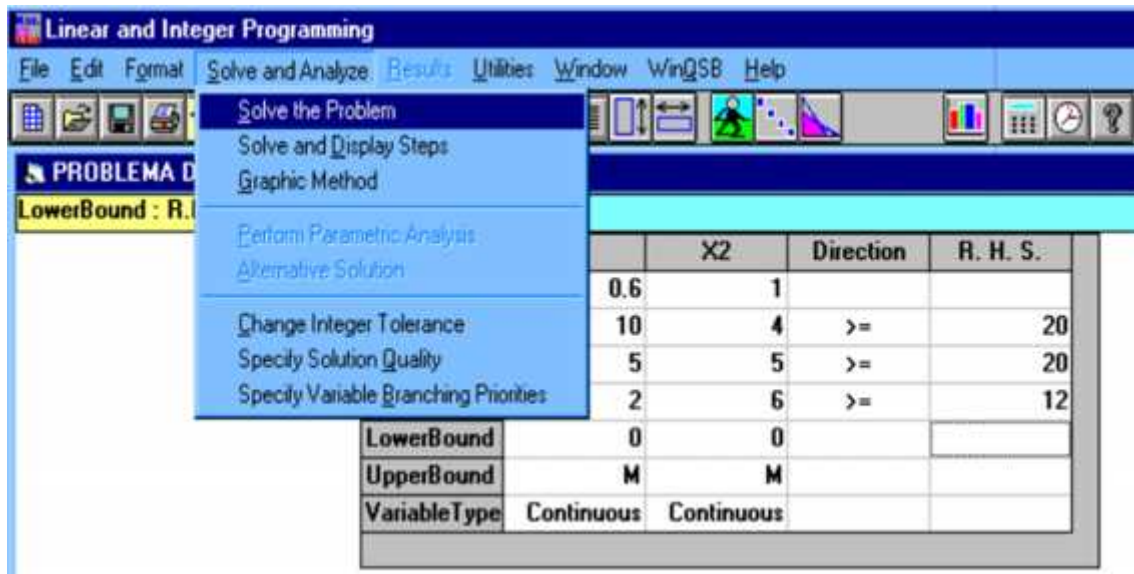 Linear and Integer Programming
File Edit Format Solve and Analyze Results Utilities Window WinQSB Help
Solve the Problem
Solve and Display Steps
Graphic Method
Perform Parametric Analysis
Alternative Solution
Change Integer Tolerance
Specify Solution Quality
Specify Variable Branching Priorities
PROBLEMA D
LowerBound : R.
X2 Direction R. H. S.
0.6 1
10 4 >= 20
5 5 >= 20
2 6 >= 12
LowerBound 0 0
UpperBound M M
VariableType Continuous Continuous